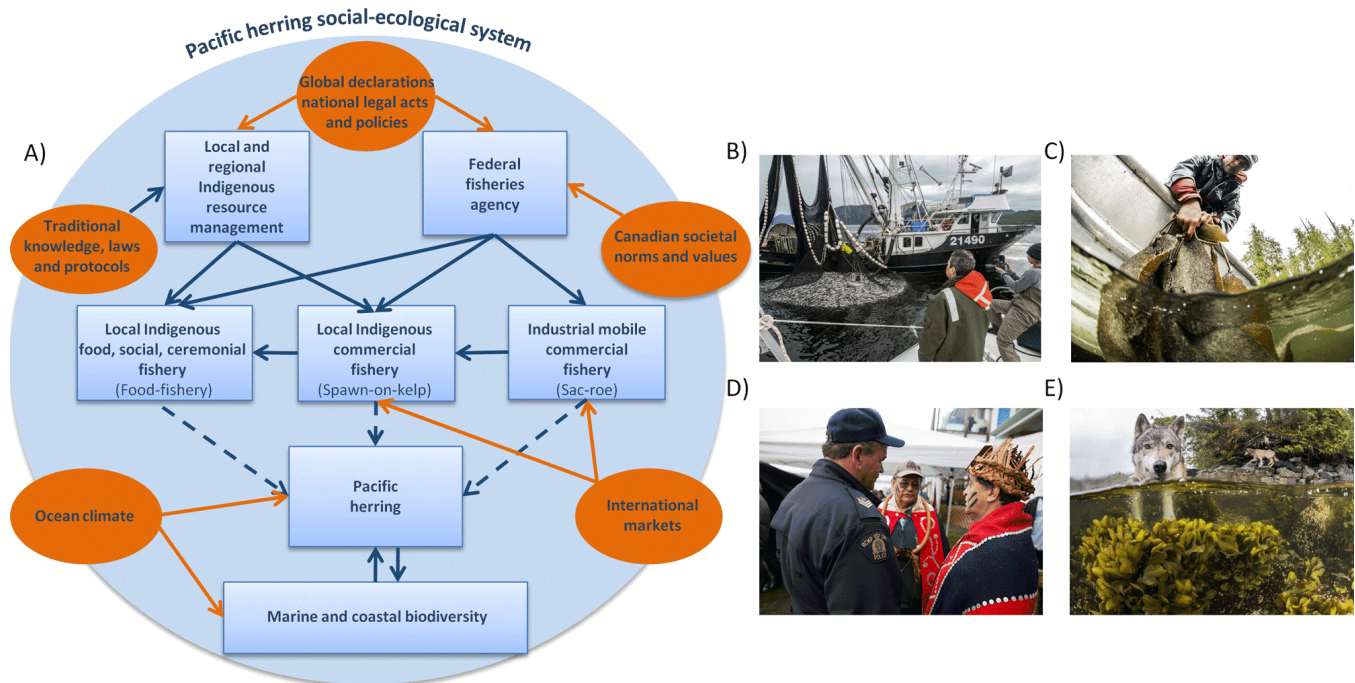 Pacific herring social-ecological system
A)
Global declarations
national legal acts
and policies
Local and
regional
Indigenous
resource
management
Federal
fisheries
agency
Traditional
knowledge, laws
and protocols
Canadian societal
norms and values
Local Indigenous
food, social, ceremonial
fishery
(Food-fishery)
Local Indigenous
commercial
fishery
(Spawn-on-kelp)
Industrial mobile
commercial
fishery
(Sac-roe)
Pacific
herring
Ocean climate
International
markets
Marine and coastal biodiversity
B)
21490
C)
D)
POLICE
E)